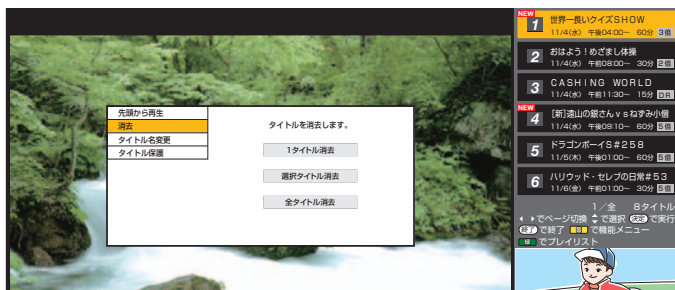 先頭から再生
消去
タイトル名変更
タイトル保護
タイトルを消去します。
1タイトル消去
選択タイトル消去
全タイトル消去
NEW
1 世界一長いクイズSHOW
11/4(水) 午後04:00〜 60分 3倍
2 おはよう!めざまし体操
11/4(水) 午前08:00〜 30分 2倍
3 CASHING WORLD
11/4(水) 午前11:30〜 15分 DR
NEW
4 [新]遠山の銀さんvsねずみ小僧
11/4(水) 午後09:10〜 60分 5倍
5 ドラゴンボーイS#258
11/5(木) 午後01:00〜 60分 5倍
6 ハリウッド・セレブの日常#53
11/6(金) 午前01:00〜 30分 5倍
1/全 8タイトル
でページ切換 で選択 決定 で実行
終了 で終了 黄 で機能メニュー
緑 でプレイリスト